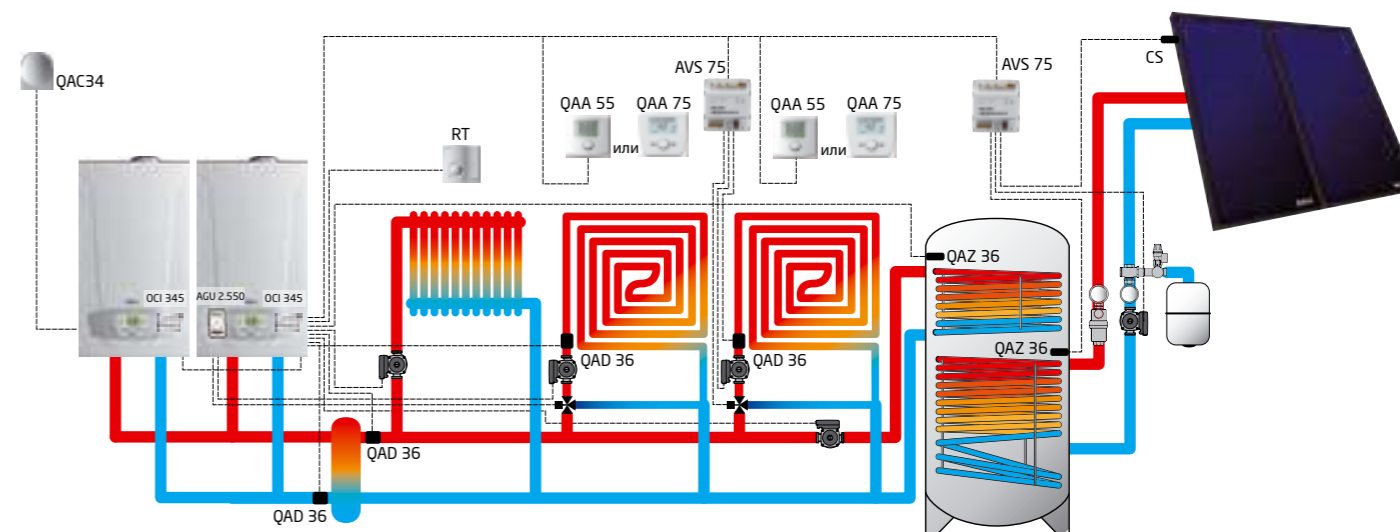 CS
AVS 75
AVS 75
QAC34
QAA 55
QAA 75
QAA 55
QAA 75
RT
или
или
QAZ 36
OCI 345
AGU 2.550
OCI 345
QAZ 36
QAD 36
QAD 36
QAD 36
QAD 36